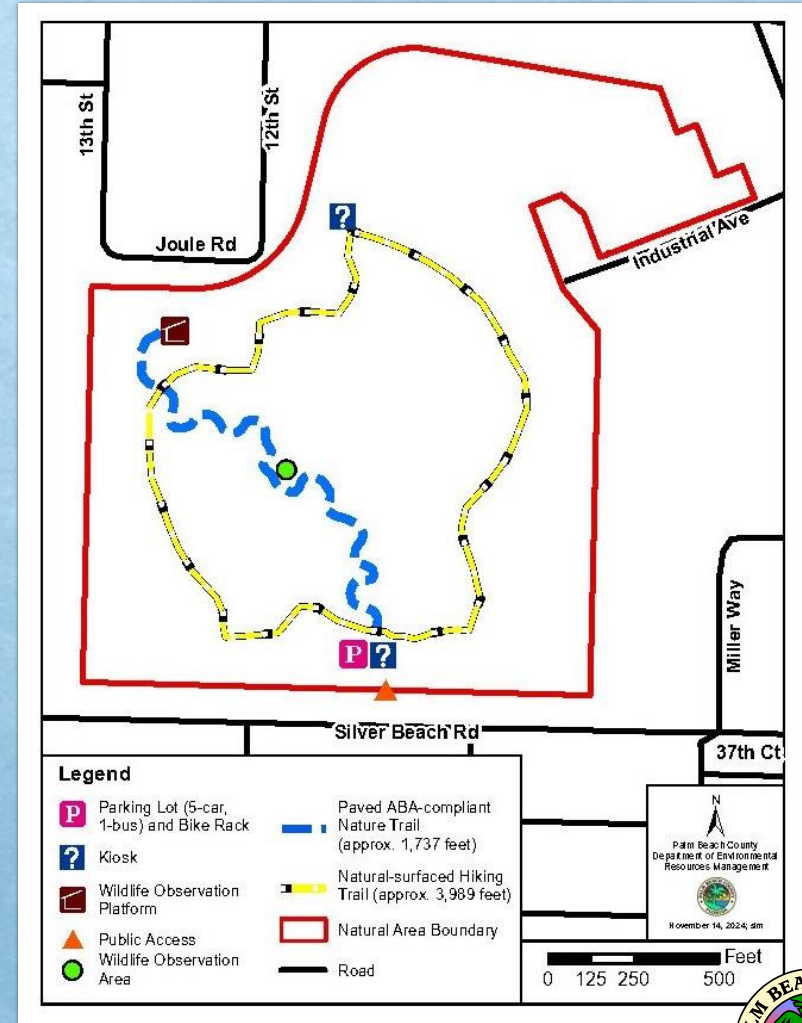 13th St
12th St
?
Joule Rd
Industrial Ave
P ?
Miller Way
Silver Beach Rd
37th Ct
Legend
P Parking Lot (5-car,
1-bus) and Bike Rack
? Kiosk
Wildlife Observation
Platform
Public Access
Wildlife Observation
Area
Paved ABA-compliant
Nature Trail
(approx. 1,737 feet)
Natural-surfaced Hiking
Trail (approx. 3,989 feet)
Natural Area Boundary
Road
N
Palm Beach County
Department of Environmental
Resources Management
November 14, 2024; slm
Feet
0 125 250 500